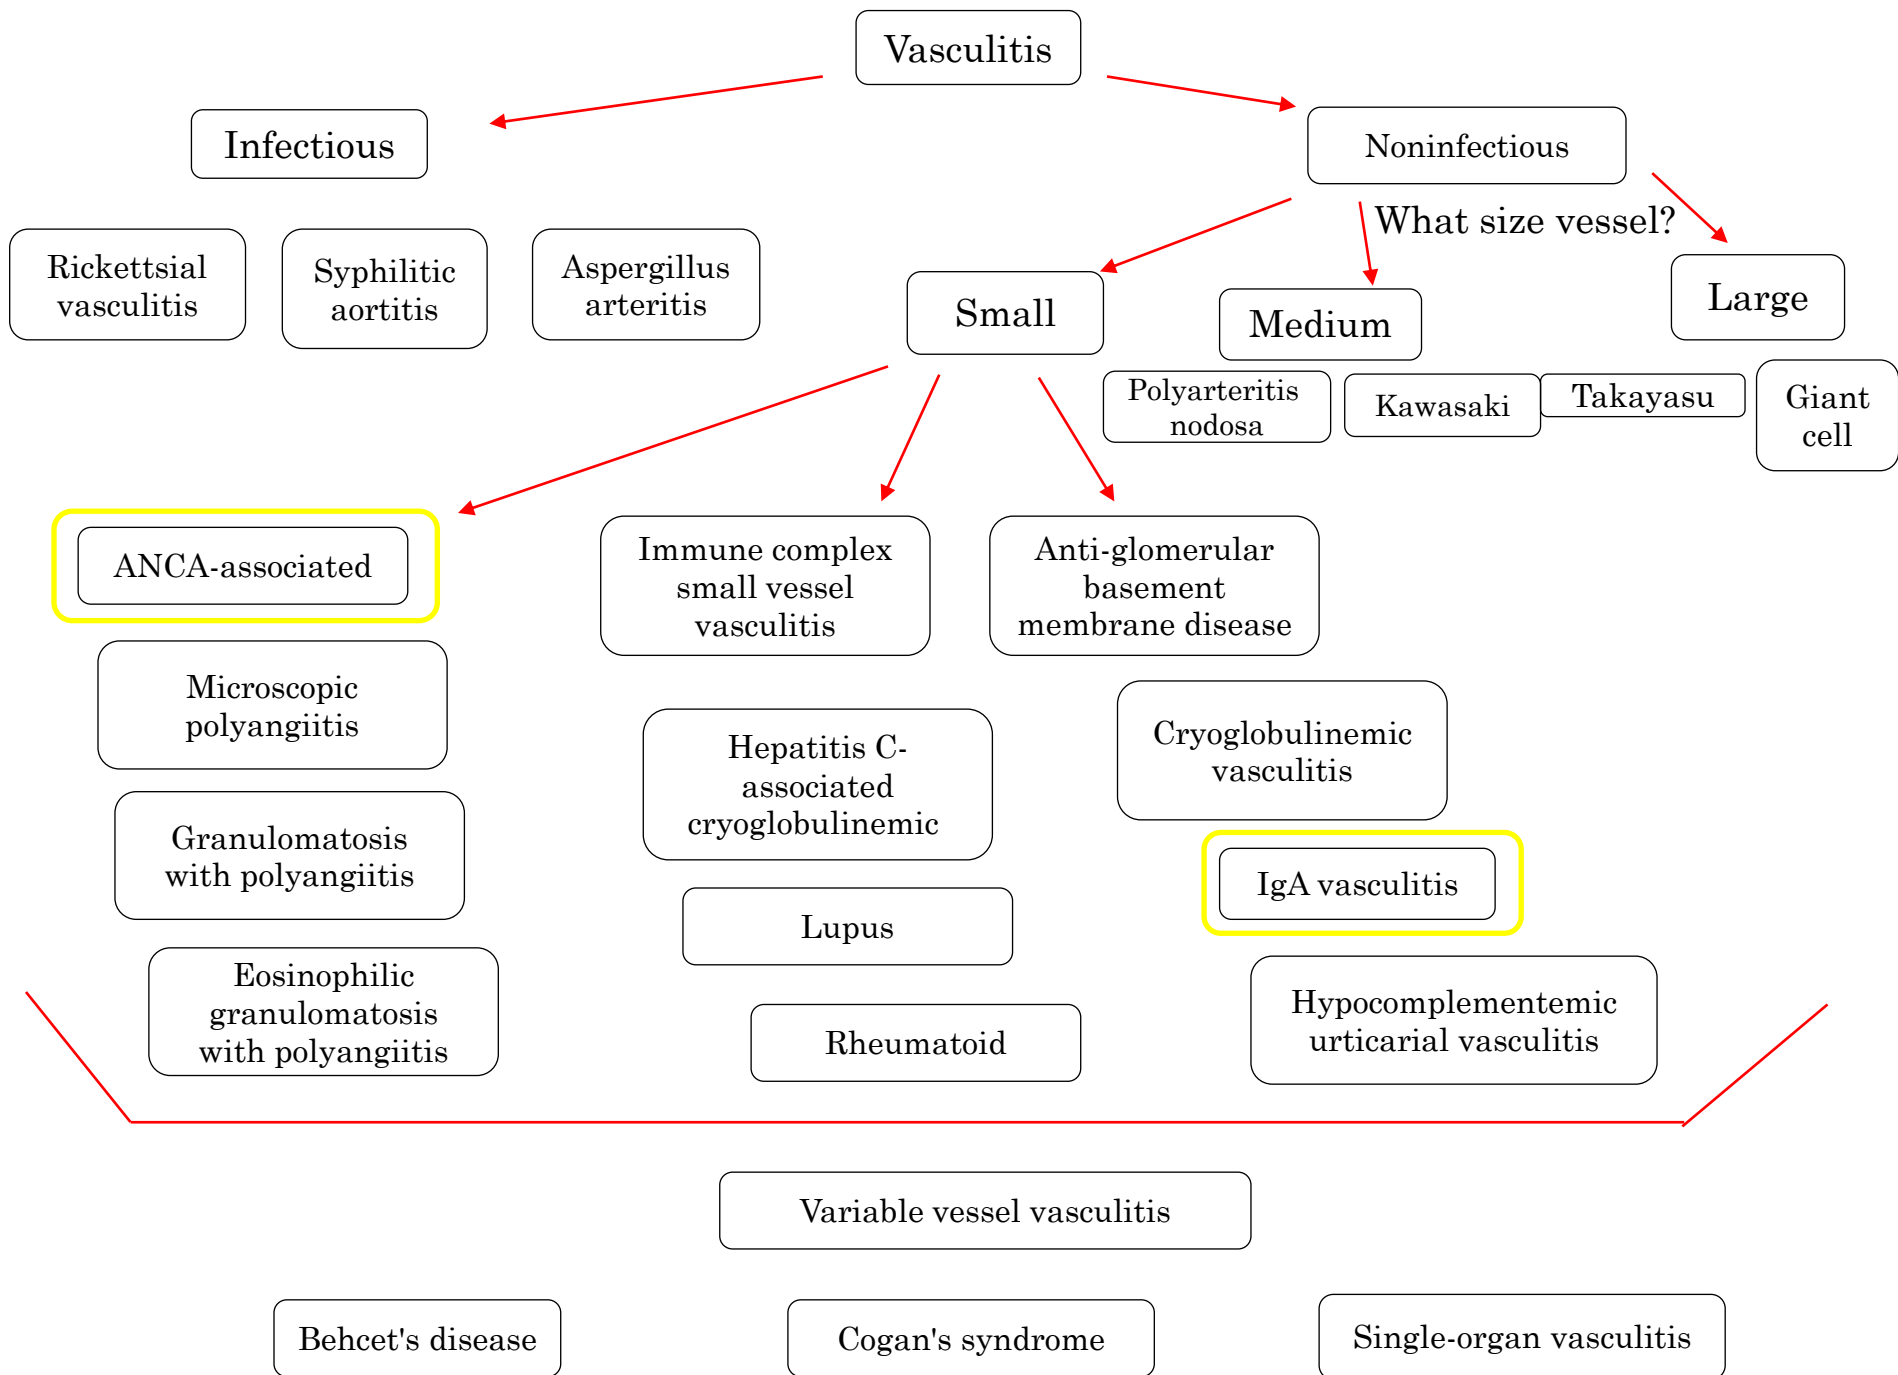 Vasculitis
Infectious
Noninfectious
What size vessel?
Rickettsial
vasculitis
Syphilitic
aortitis
Aspergillus
arteritis
Small
Medium
Large
Polyarteritis
nodosa
Kawasaki
Takayasu
Giant
cell
ANCA-associated
Immune complex
small vessel
vasculitis
Anti-glomerular
basement
membrane disease
Microscopic
polyangiitis
Hepatitis C-
associated
cryoglobulinemic
Cryoglobulinemic
vasculitis
Granulomatosis
with polyangiitis
Lupus
IgA vasculitis
Eosinophilic
granulomatosis
with polyangiitis
Rheumatoid
Hypocomplementemic
urticarial vasculitis
Variable vessel vasculitis
Behcet's disease
Cogan's syndrome
Single-organ vasculitis